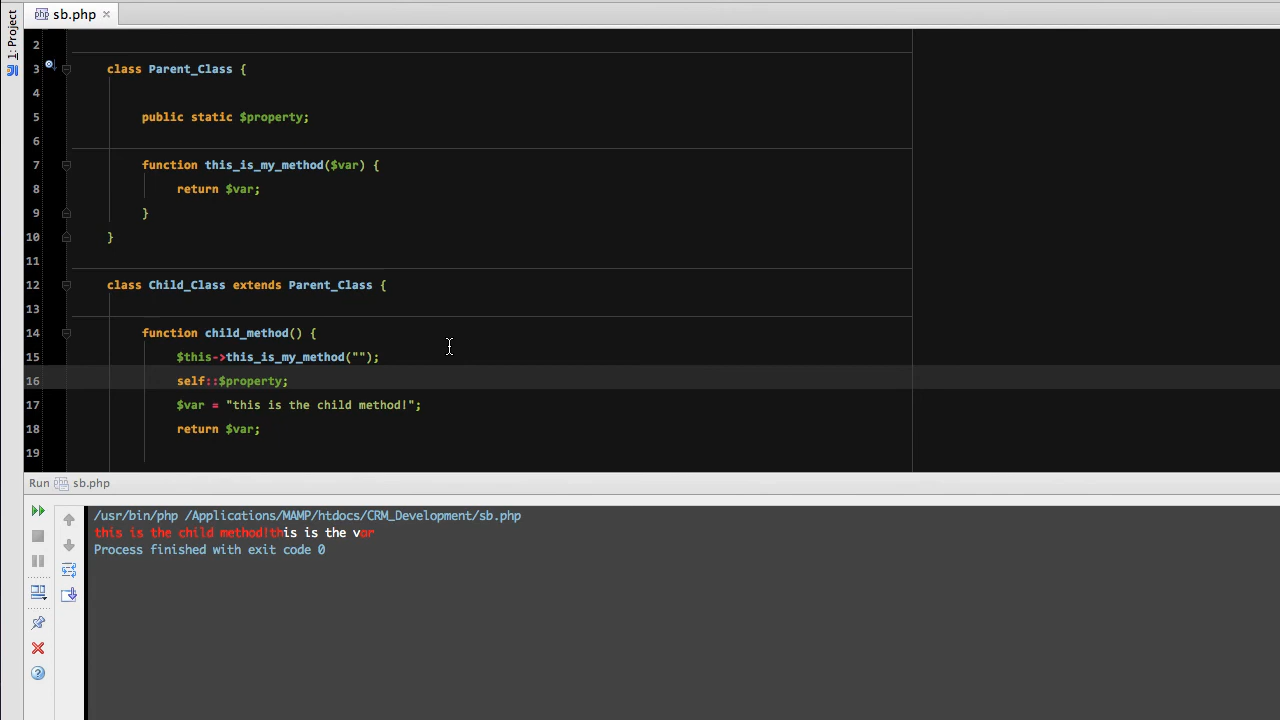 sb.php
1: Project
2
3 class Parent_Class {
4
5 public static $property;
6
7 function this_is_my_method($var) {
8 return $var;
9 }
10 }
11
12 class Child_Class extends Parent_Class {
13
14 function child_method() {
15 $this->this_is_my_method("");
16 self::$property;
17 $var = "this is the child method!";
18 return $var;
19
Run sb.php
/usr/bin/php /Applications/MAMP/htdocs/CRM_Development/sb.php
this is the child method!this is the var
Process finished with exit code 0